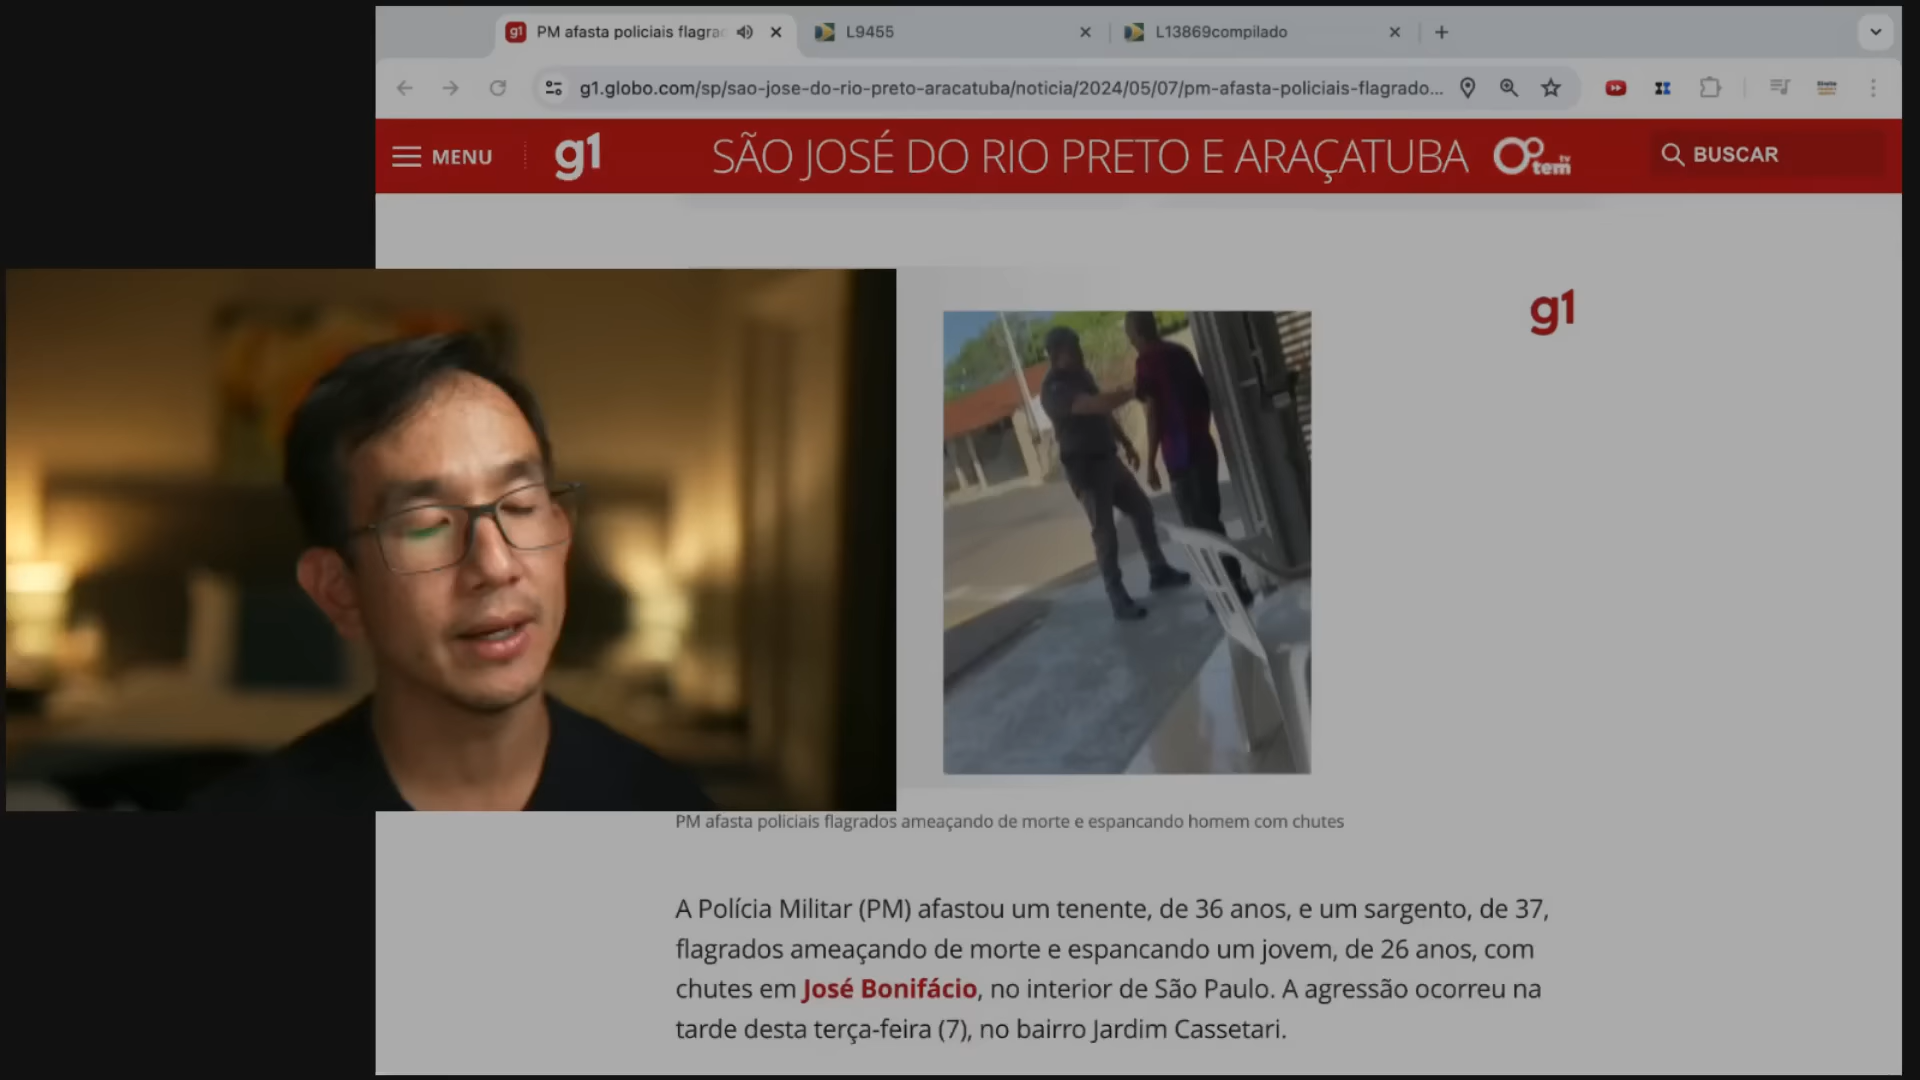 PM afasta policiais flagra
L9455
L13869compilado
g1.globo.com/sp/sao-jose-do-rio-preto-aracatuba/noticia/2024/05/07/pm-afasta-policiais-flagrado...
MENU
g1
SÃO JOSÉ DO RIO PRETO E ARAÇATUBA
tv
tem
BUSCAR
g1
PM afasta policiais flagrados ameaçando de morte e espancando homem com chutes
A Polícia Militar (PM) afastou um tenente, de 36 anos, e um sargento, de 37,
flagrados ameaçando de morte e espancando um jovem, de 26 anos, com
chutes em José Bonifácio, no interior de São Paulo. A agressão ocorreu na
tarde desta terça-feira (7), no bairro Jardim Cassetari.